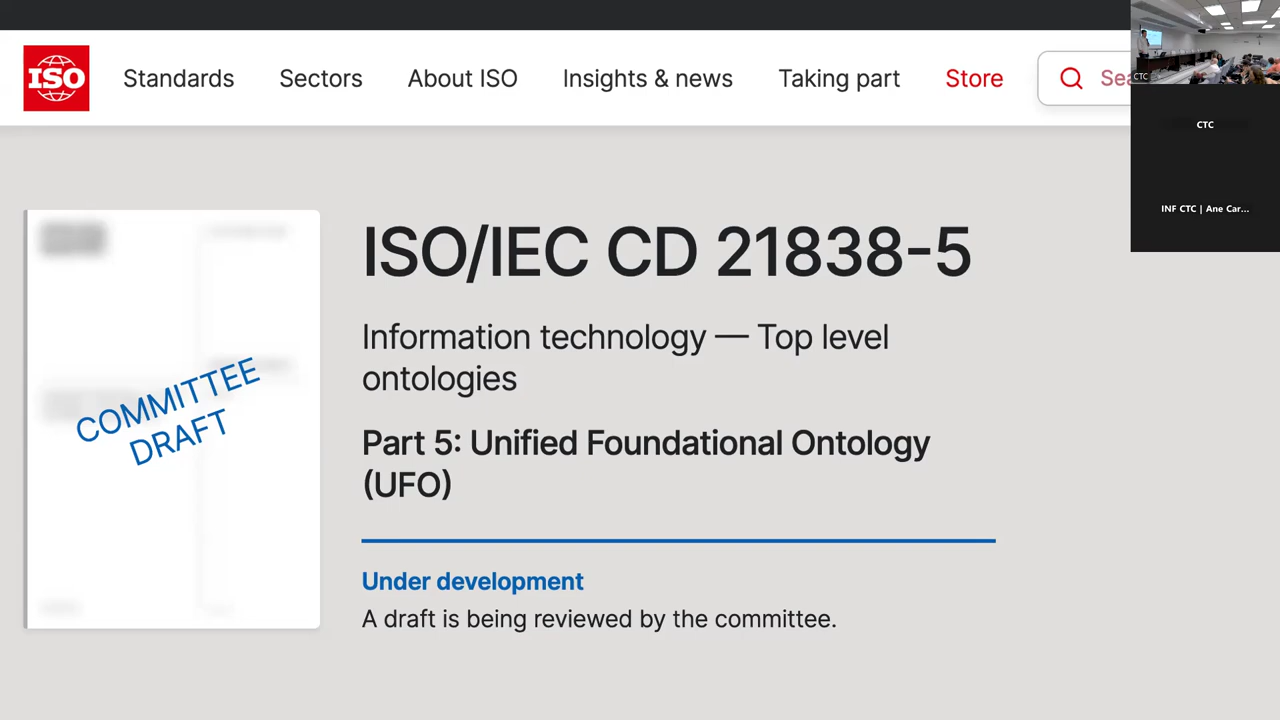 ISO
Standards
Sectors
About ISO
Insights & news
Taking part
Store
Sea
CTC
CTC
INF CTC | Ane Car...
COMMITTEE
DRAFT
ISO/IEC CD 21838-5
Information technology — Top level
ontologies
Part 5: Unified Foundational Ontology
(UFO)
Under development
A draft is being reviewed by the committee.